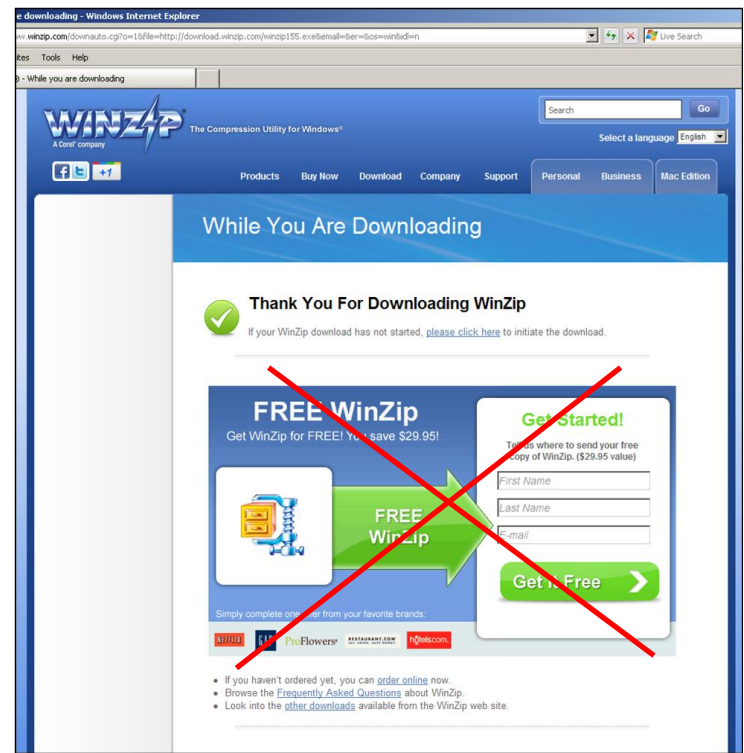 e downloading - Windows Internet Explorer
ww.winzip.com/downauto.cgi?o=1&file=http://download.winzip.com/winzip155.exe&email=&er=&os=win&idl=n
Live Search
ites Tools Help
) - While you are downloading
WINZIP
The Compression Utility for Windows®
A Corel® company
Search
Go
Select a language English
f t +1
Products Buy Now Download Company Support Personal Business Mac Edition
While You Are Downloading
Thank You For Downloading WinZip
If your WinZip download has not started, please click here to initiate the download.
FREE WinZip
Get WinZip for FREE! You save $29.95!
FREE
WinZip
Simply complete one offer from your favorite brands:
NETFLIX GAP ProFlowers RESTAURANT.COM hotels.com
Get Started!
Tell us where to send your free
copy of WinZip. ($29.95 value)
First Name
Last Name
E-mail
Get it Free
If you haven't ordered yet, you can order online now.
Browse the Frequently Asked Questions about WinZip.
Look into the other downloads available from the WinZip web site.